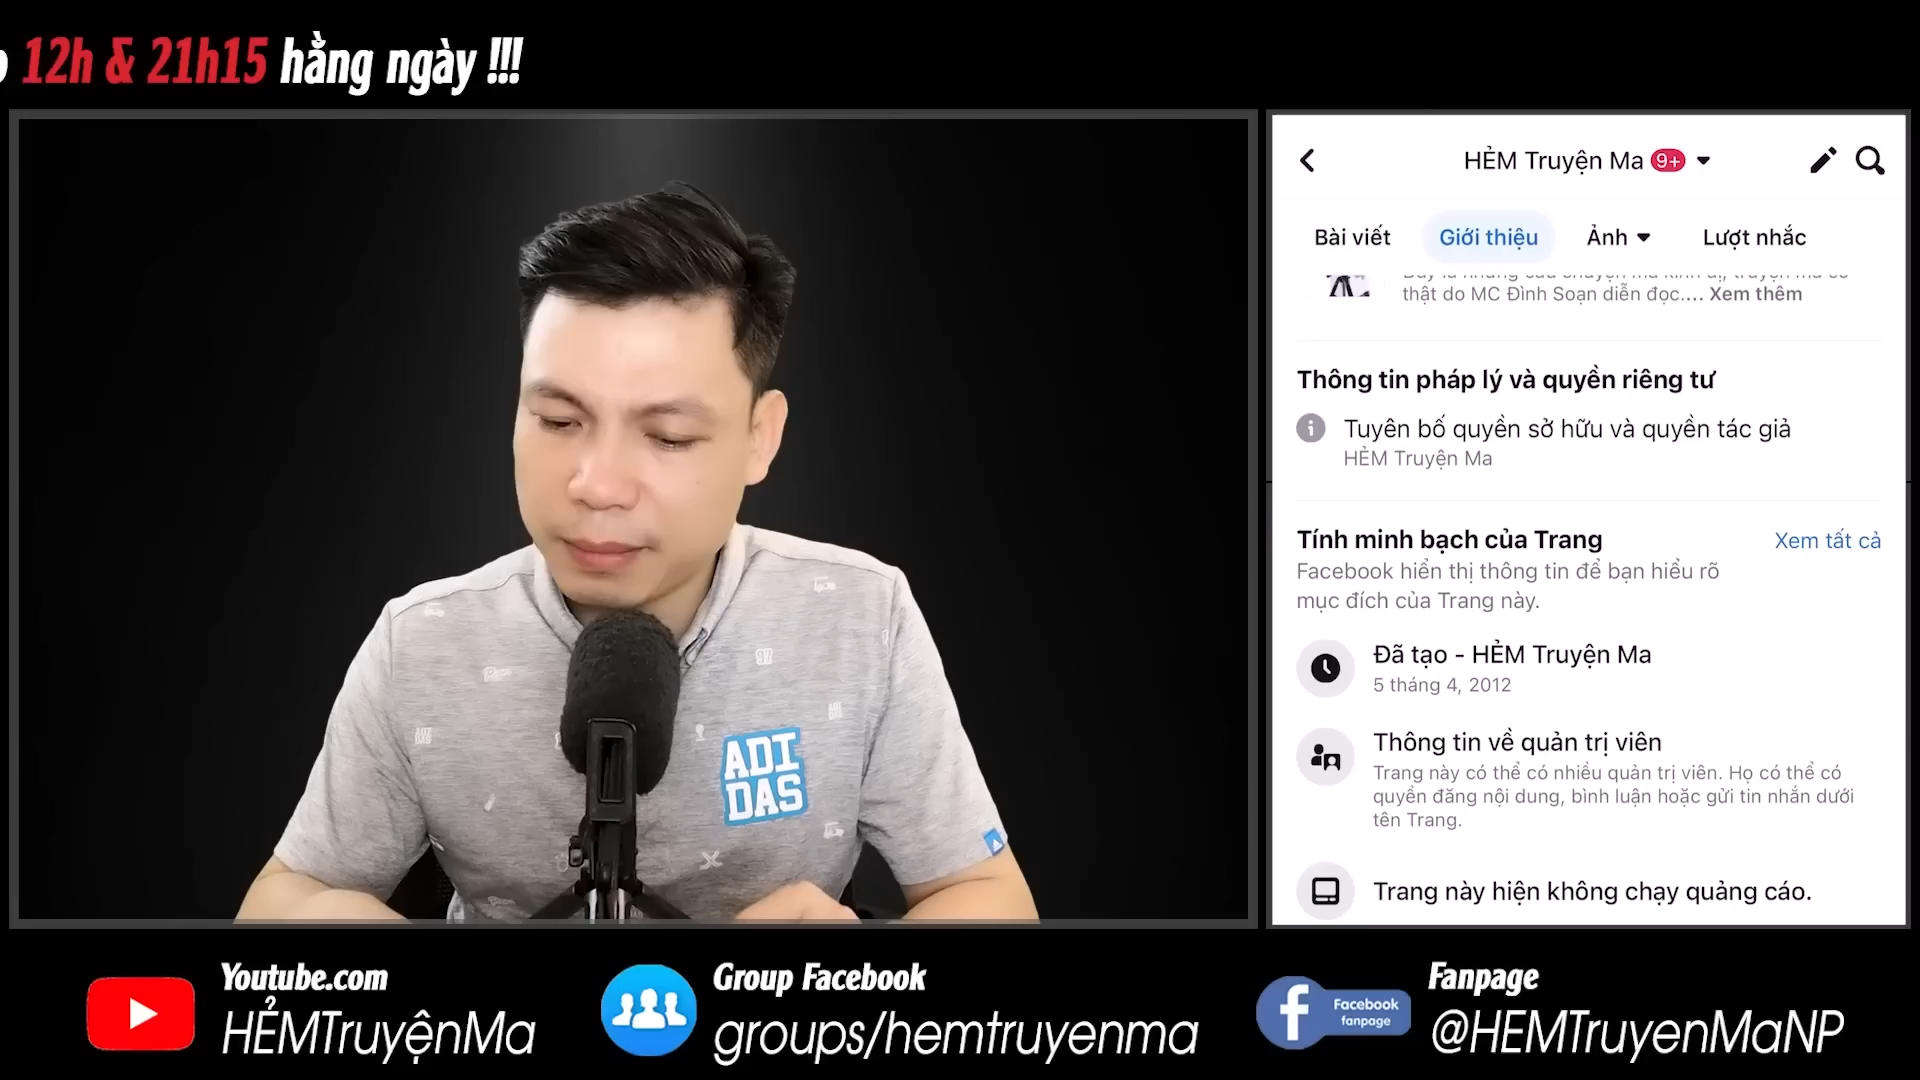 12h & 21h15 hằng ngày !!!
HẺM Truyện Ma 9+
Bài viết Giới thiệu Ảnh Lượt nhắc
thật do MC Đình Soạn diễn đọc.... Xem thêm
Thông tin pháp lý và quyền riêng tư
Tuyên bố quyền sở hữu và quyền tác giả
HẺM Truyện Ma
Tính minh bạch của Trang Xem tất cả
Facebook hiển thị thông tin để bạn hiểu rõ
mục đích của Trang này.
Đã tạo - HẺM Truyện Ma
5 tháng 4, 2012
Thông tin về quản trị viên
Trang này có thể có nhiều quản trị viên. Họ có thể có
quyền đăng nội dung, bình luận hoặc gửi tin nhắn dưới
tên Trang.
Trang này hiện không chạy quảng cáo.
ADI
DAS
Youtube.com
HẺMTruyệnMa
Group Facebook
groups/hemtruyenma
Facebook
fanpage
Fanpage
@HEMTruyenMaNP